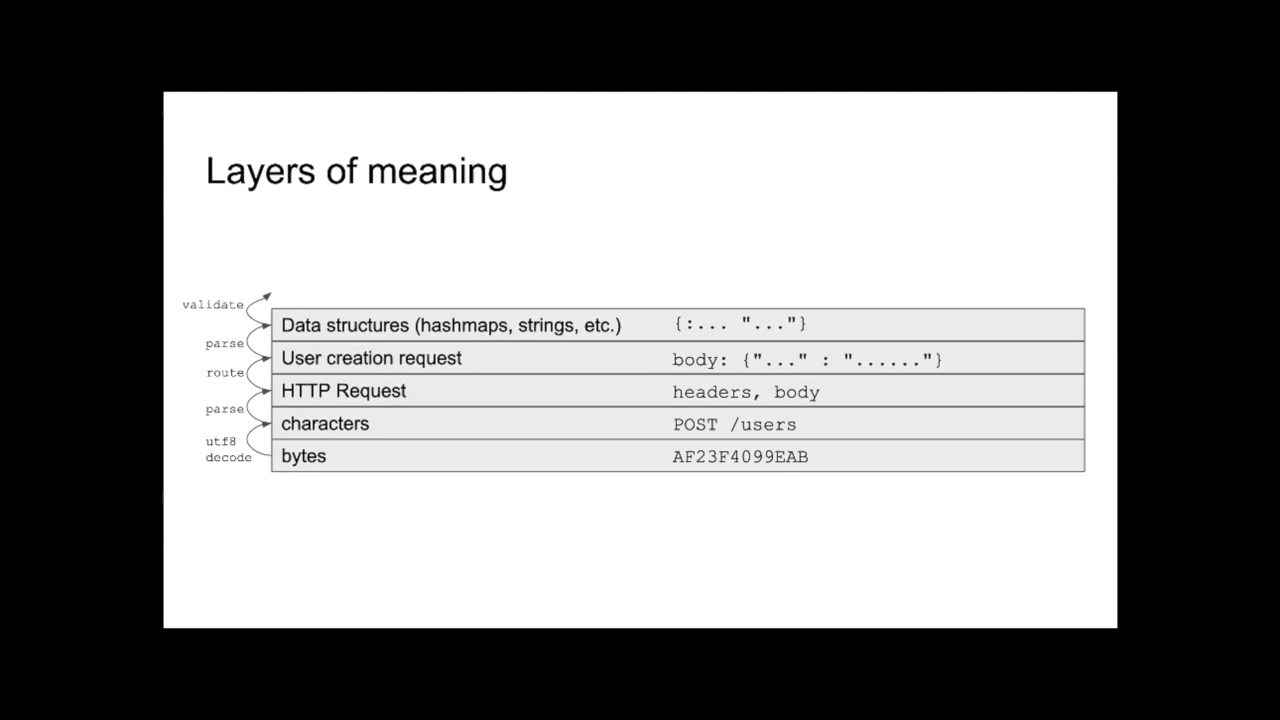 Layers of meaning
validate
Data structures (hashmaps, strings, etc.) {:... "..."}
parse
User creation request body: {"..." : "......"}
route
HTTP Request headers, body
parse
characters POST /users
utf8
decode
bytes AF23F4099EAB